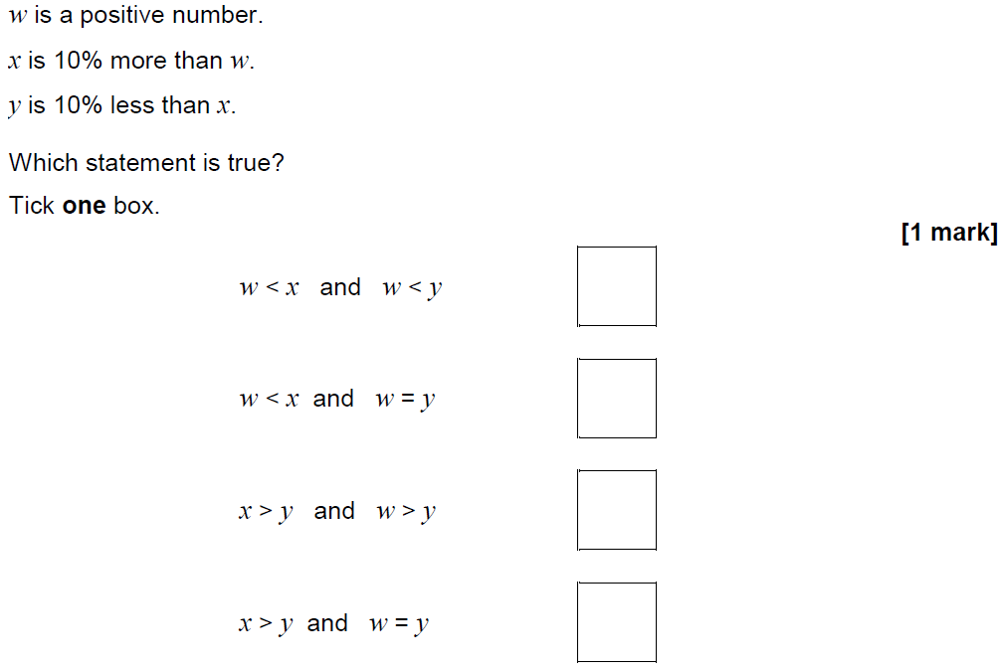 w is a positive number.
x is 10% more than w.
y is 10% less than x.
Which statement is true?
Tick one box.
[1 mark]
w < x and w < y
w < x and w = y
x > y and w > y
x > y and w = y